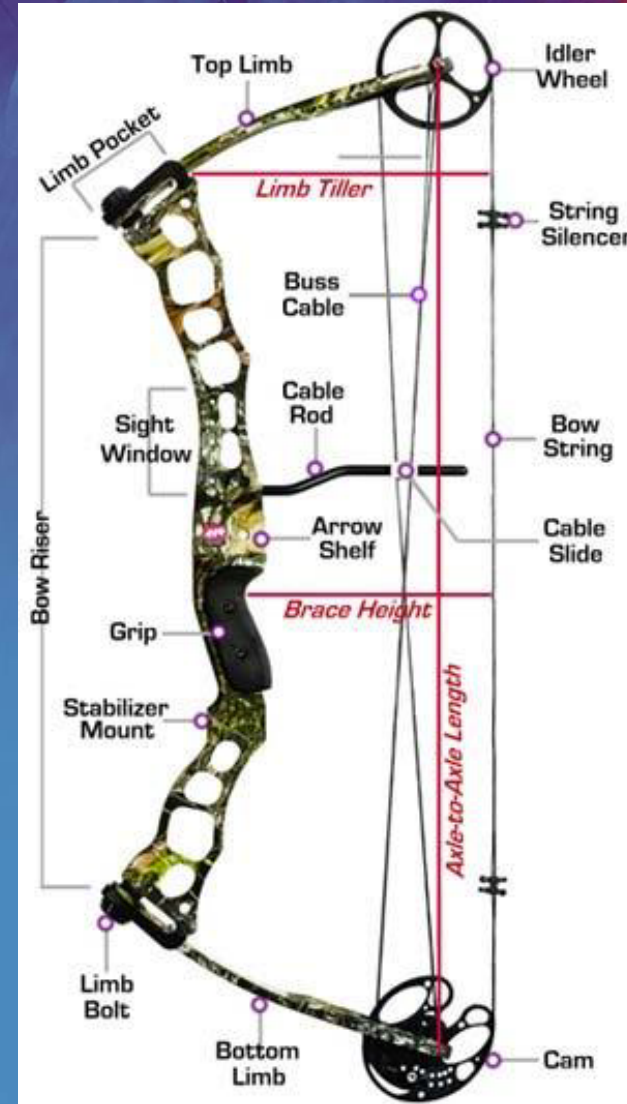 Idler
Wheel
Top Limb
Limb Pocket
Limb Tiller
String
Silencer
Buss
Cable
Cable
Rod
Sight
Window
Bow
String
Arrow
Shelf
Cable
Slide
Bow Riser
Brace Height
Grip
Stabilizer
Mount
Axle-to-Axle Length
Limb
Bolt
Bottom
Limb
Cam